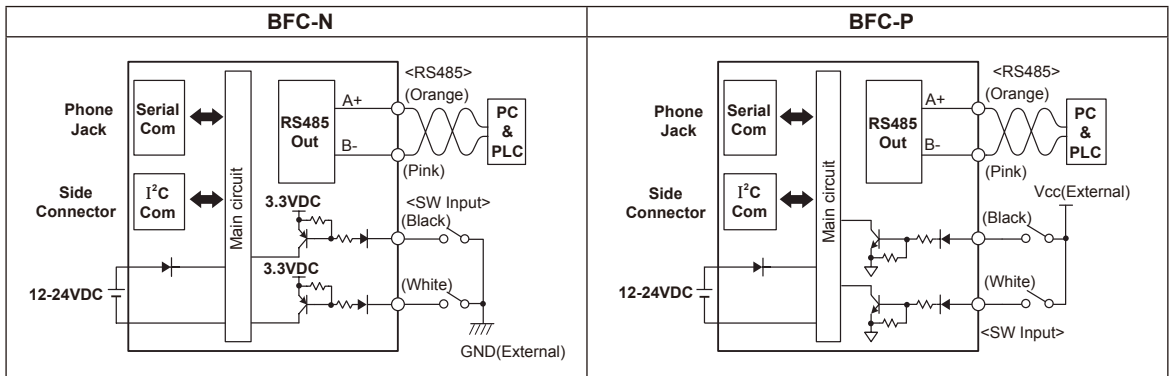 BFC-N
<RS485>
(Orange)
Phone
Jack
Serial
Com
RS485
Out
A+
B-
PC
&
PLC
(Pink)
Side
Connector
I²C
Com
Main circuit
3.3VDC
<SW Input>
(Black)
3.3VDC
(White)
12-24VDC
GND(External)
BFC-P
<RS485>
(Orange)
Phone
Jack
Serial
Com
RS485
Out
A+
B-
PC
&
PLC
(Pink)
Side
Connector
I²C
Com
Main circuit
Vcc(External)
(Black)
(White)
12-24VDC
<SW Input>